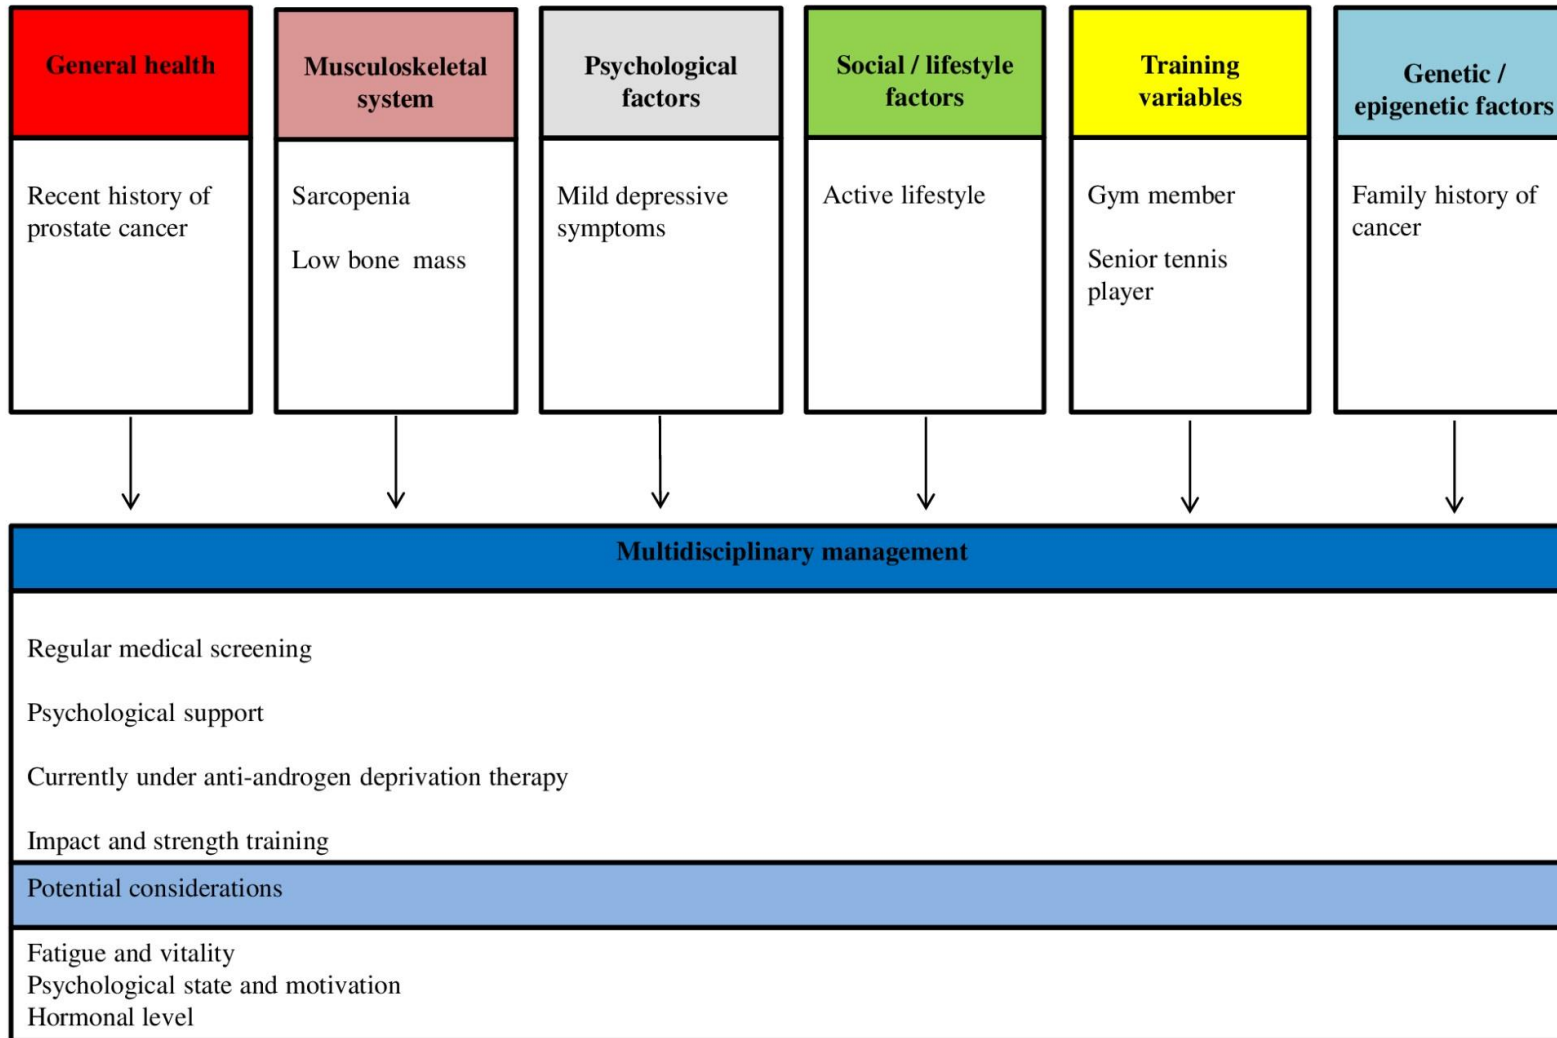 General health
Musculoskeletal
system
Psychological
factors
Social / lifestyle
factors
Training
variables
Genetic /
epigenetic factors
Recent history of
prostate cancer
Sarcopenia
Low bone mass
Mild depressive
symptoms
Active lifestyle
Gym member
Senior tennis
player
Family history of
cancer
Multidisciplinary management
Regular medical screening
Psychological support
Currently under anti-androgen deprivation therapy
Impact and strength training
Potential considerations
Fatigue and vitality
Psychological state and motivation
Hormonal level